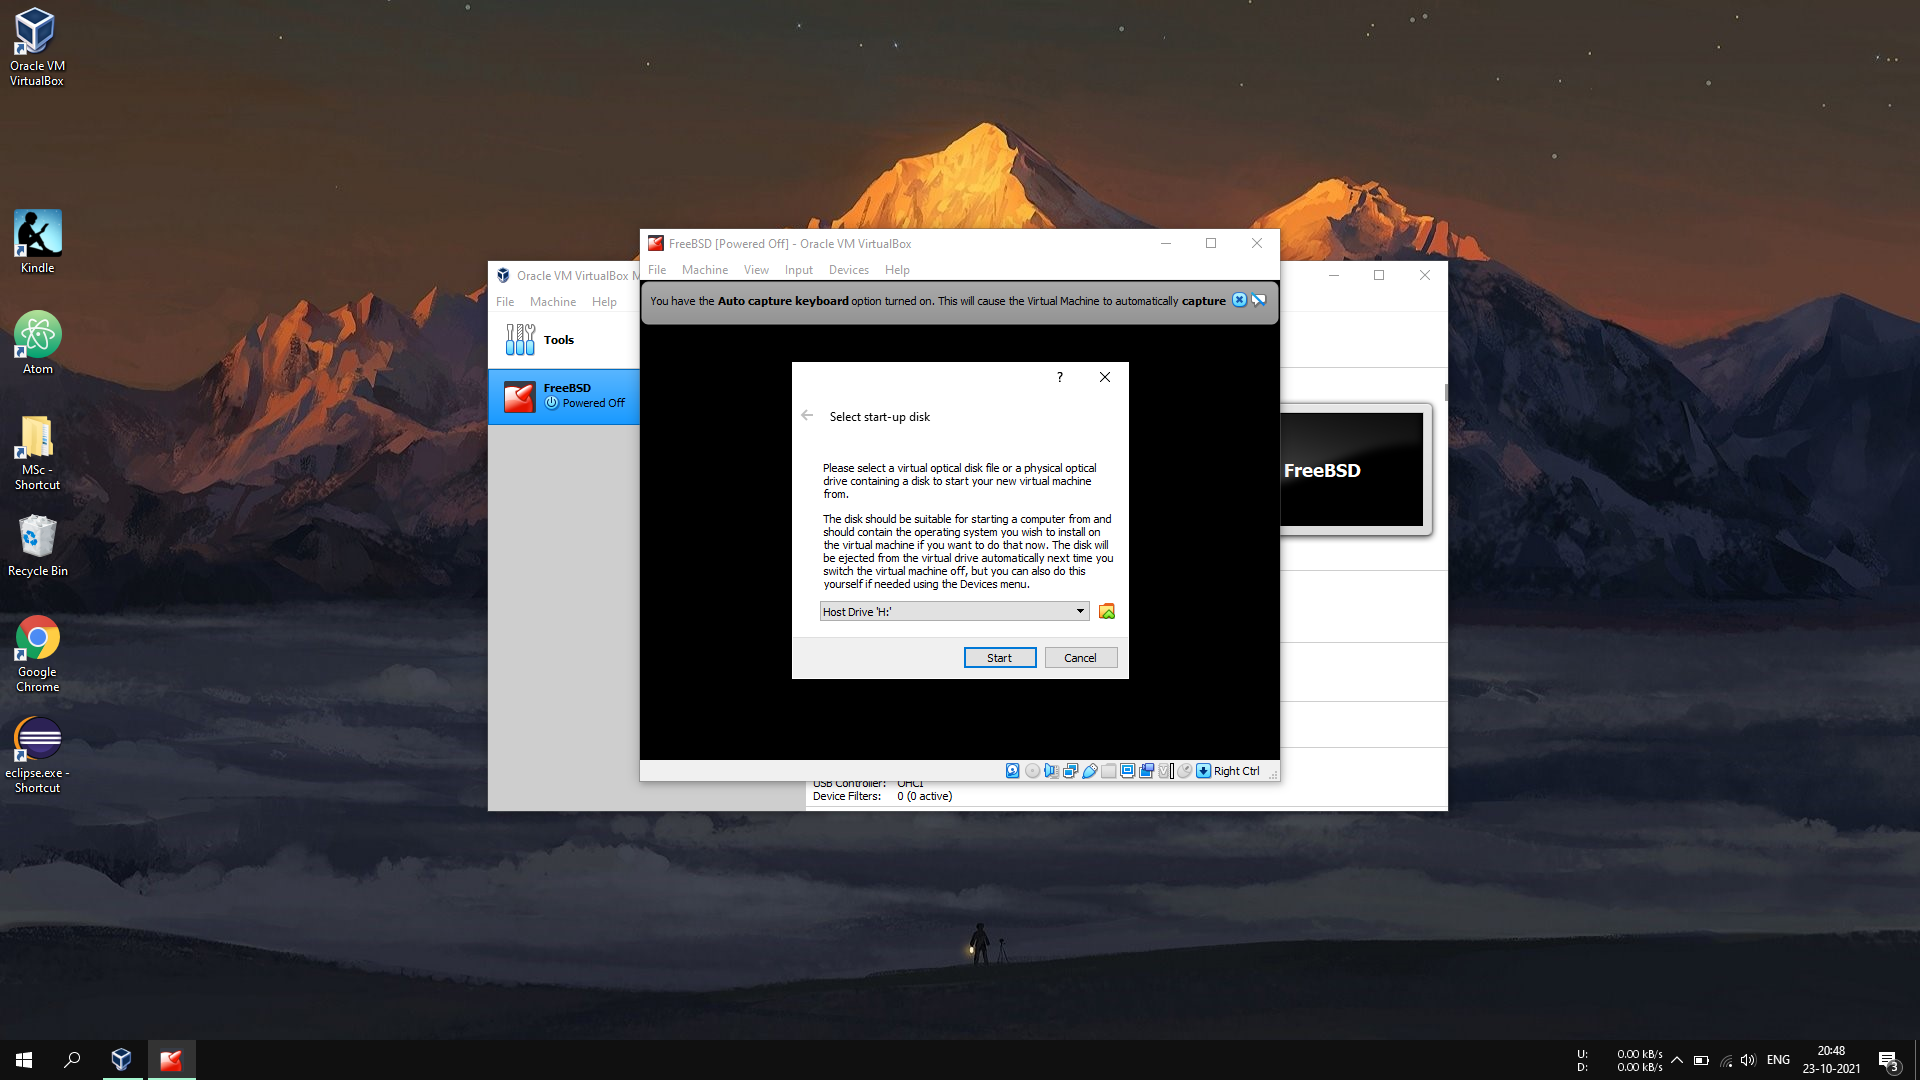 Oracle VM
VirtualBox
Kindle
Atom
MSc -
Shortcut
Recycle Bin
Google
Chrome
eclipse.exe -
Shortcut
Oracle VM VirtualBox M
File Machine Help
Tools
FreeBSD
Powered Off
FreeBSD [Powered Off] - Oracle VM VirtualBox
File Machine View Input Devices Help
You have the Auto capture keyboard option turned on. This will cause the Virtual Machine to automatically capture
?
Select start-up disk
Please select a virtual optical disk file or a physical optical
drive containing a disk to start your new virtual machine
from.
The disk should be suitable for starting a computer from and
should contain the operating system you wish to install on
the virtual machine if you want to do that now. The disk will
be ejected from the virtual drive automatically next time you
switch the virtual machine off, but you can also do this
yourself if needed using the Devices menu.
Host Drive 'H:'
Start Cancel
Right Ctrl
FreeBSD
USB Controller: OHCI
Device Filters: 0 (0 active)
U: 0.00 kB/s
D: 0.00 kB/s
ENG
20:48
23-10-2021
3